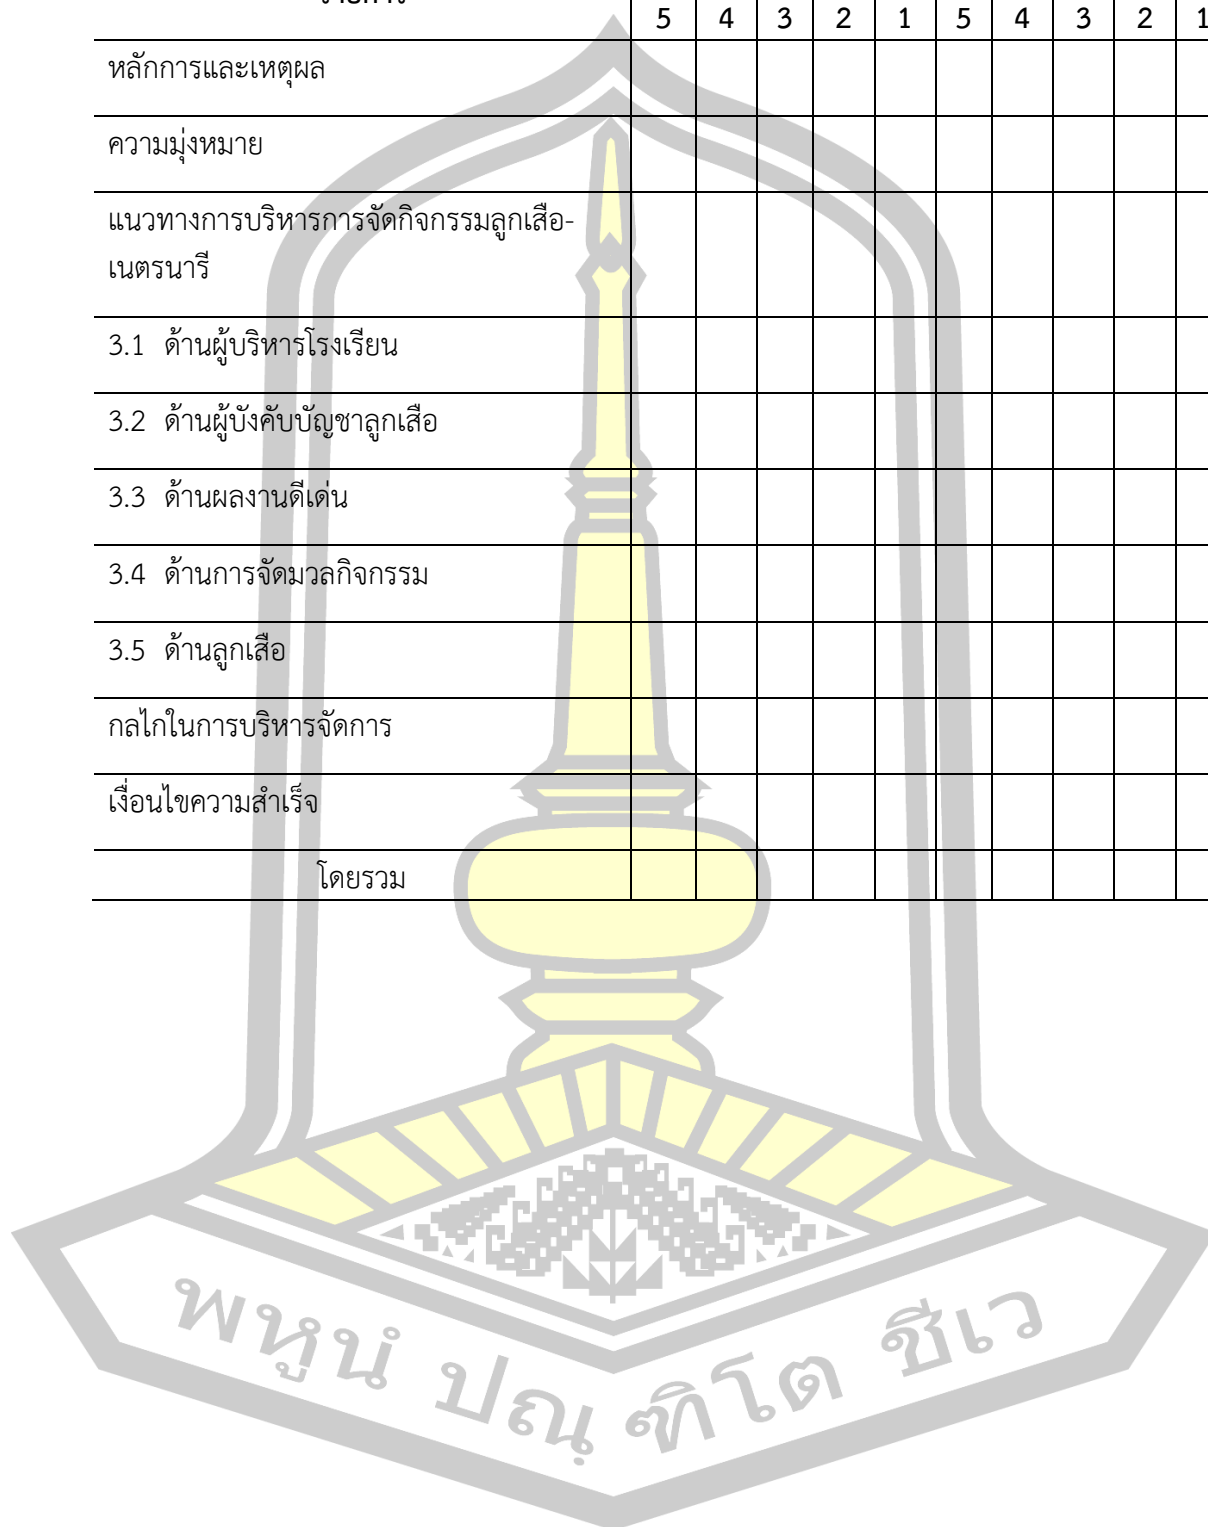 รายการ
5 4 3 2 1 5 4 3 2 1
หลักการและเหตุผล
ความมุ่งหมาย
แนวทางการบริหารการจัดกิจกรรมลูกเสือ-
เนตรนารี
3.1 ด้านผู้บริหารโรงเรียน
3.2 ด้านผู้บังคับบัญชาลูกเสือ
3.3 ด้านผลงานดีเด่น
3.4 ด้านการจัดมวลกิจกรรม
3.5 ด้านลูกเสือ
กลไกในการบริหารจัดการ
เงื่อนไขความสำเร็จ
โดยรวม
พหูนํ ปณฺฑิโต ชีเว